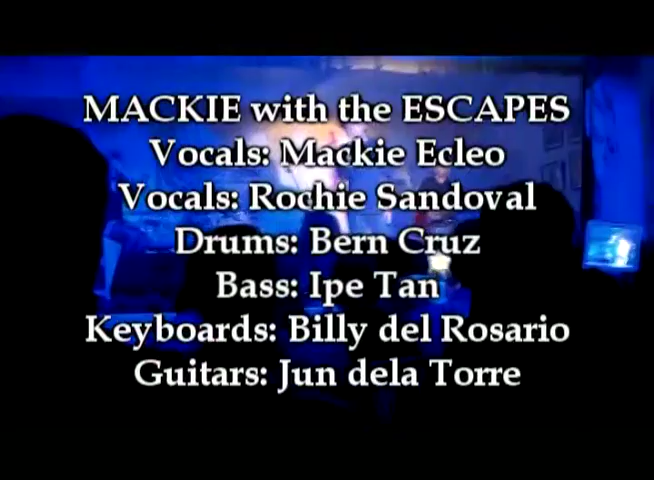 MACKIE with the ESCAPES
Vocals: Mackie Ecleo
Vocals: Rochie Sandoval
Drums: Bern Cruz
Bass: Ipe Tan
Keyboards: Billy del Rosario
Guitars: Jun dela Torre